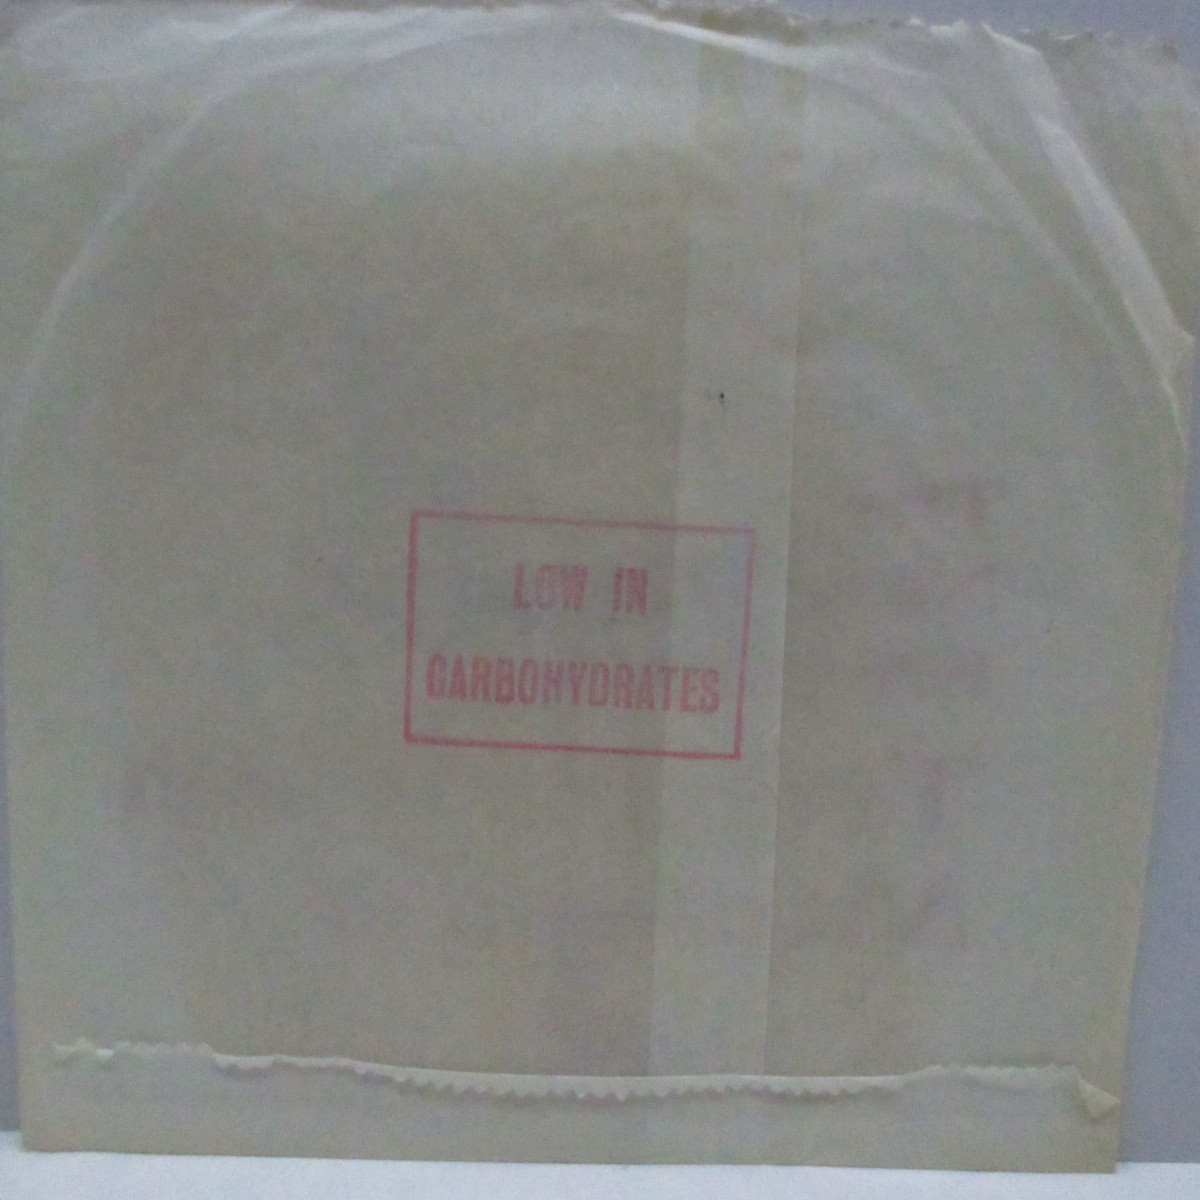 LOW IN
CARBOHYDRATES